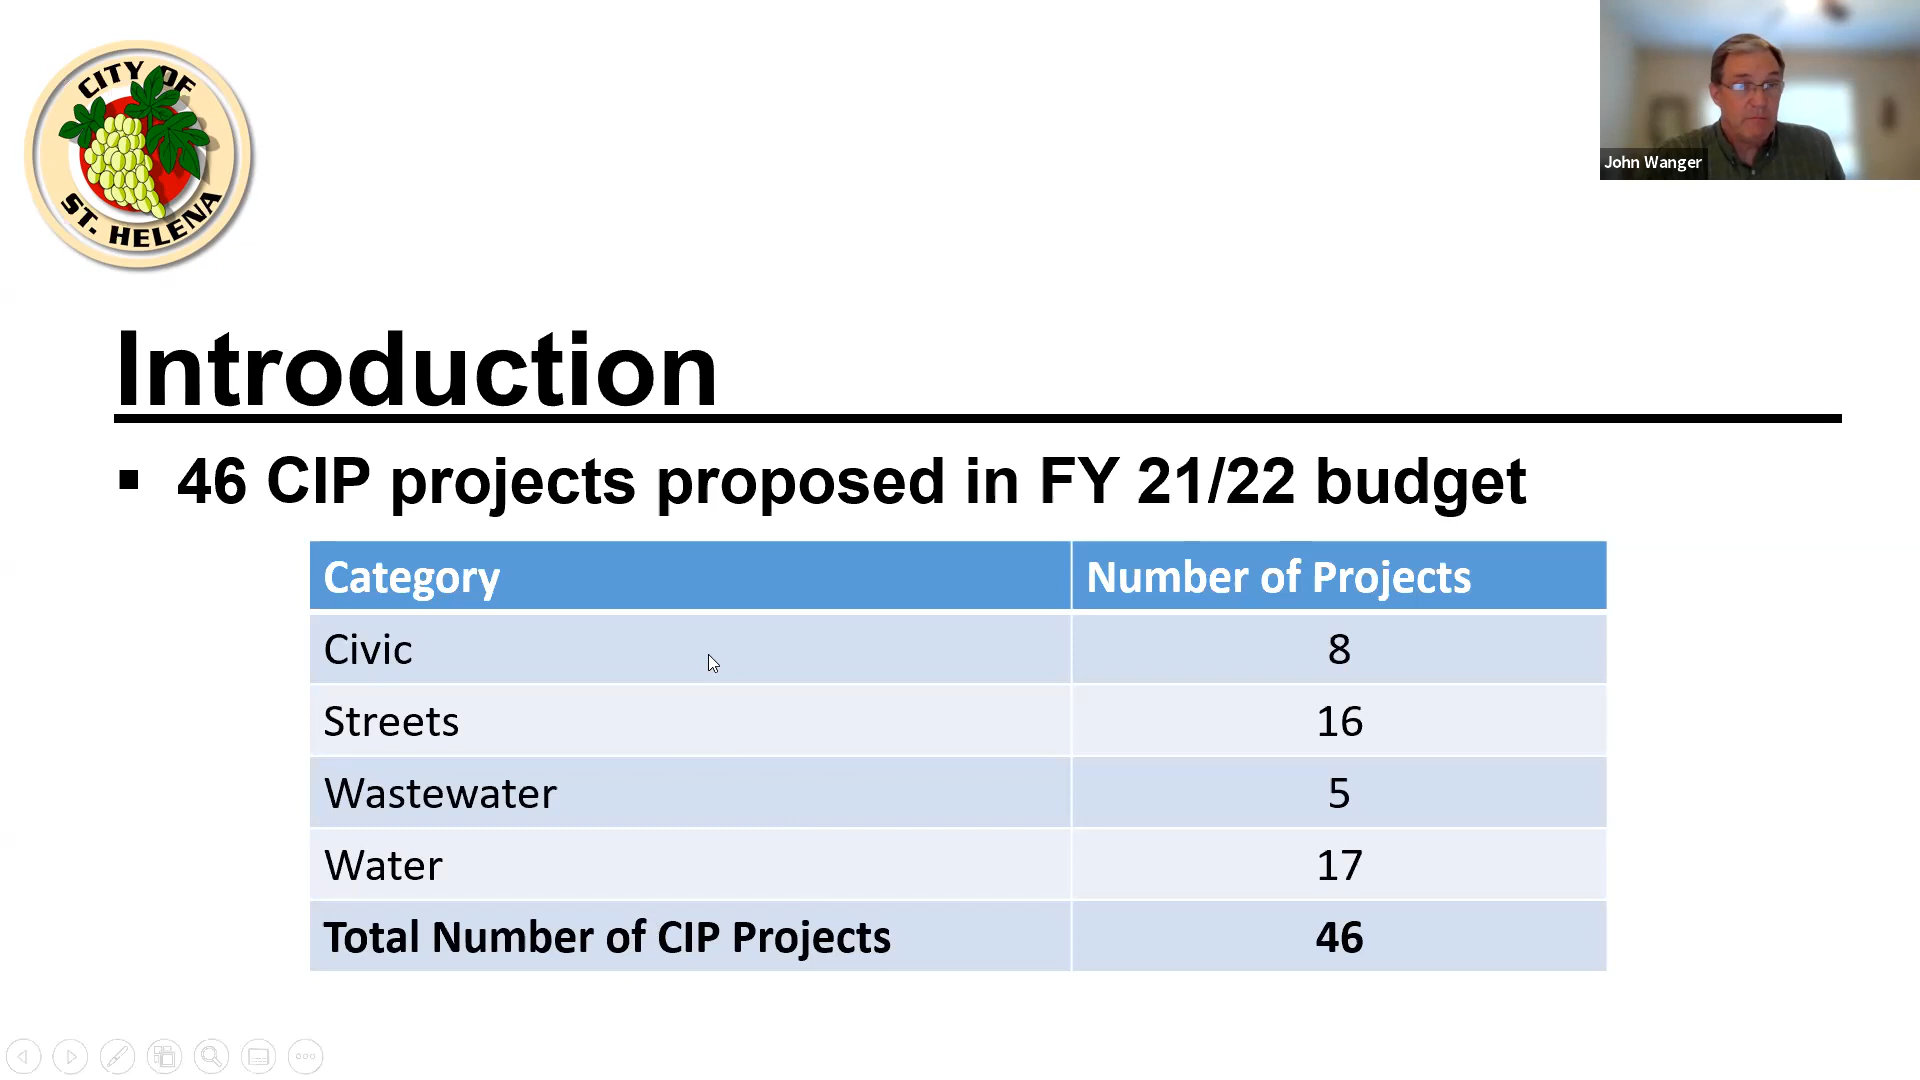 CITY OF
ST. HELENA
John Wanger
Introduction
▪ 46 CIP projects proposed in FY 21/22 budget
Category Number of Projects
Civic 8
Streets 16
Wastewater 5
Water 17
Total Number of CIP Projects 46